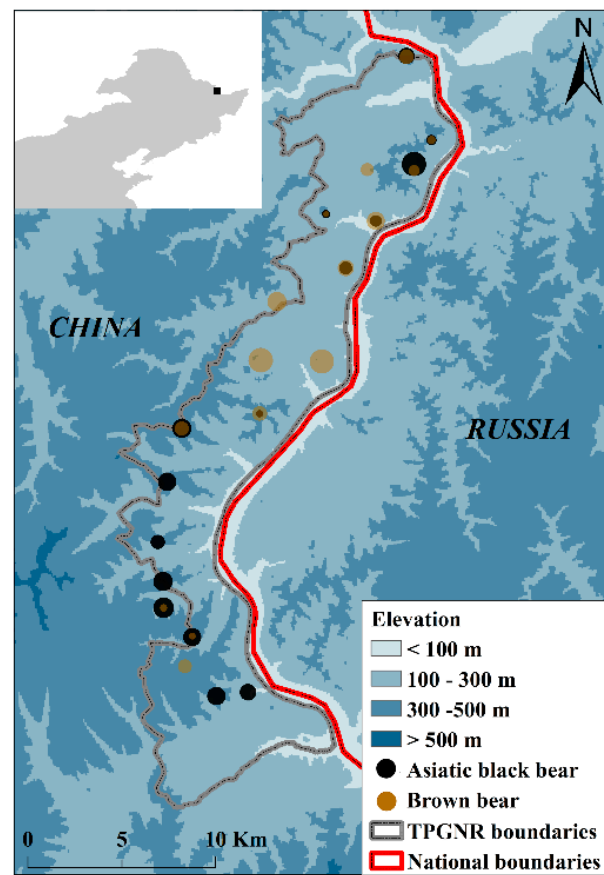 N
CHINA
RUSSIA
Elevation
< 100 m
100 - 300 m
300 -500 m
> 500 m
Asiatic black bear
Brown bear
TPGNR boundaries
National boundaries
0 5 10 Km